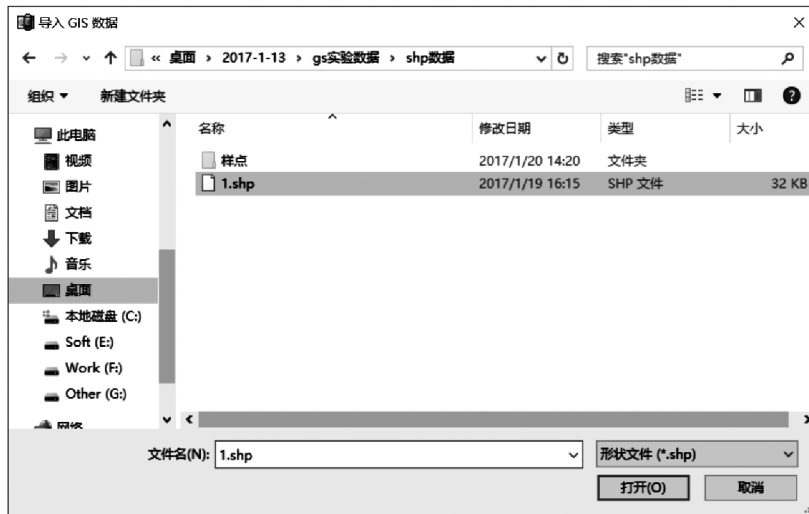 导入 GIS 数据
« 桌面 › 2017-1-13 › gs实验数据 › shp数据
搜索"shp数据"
组织 新建文件夹
名称 修改日期 类型 大小
样点 2017/1/20 14:20 文件夹
1.shp 2017/1/19 16:15 SHP 文件 32 KB
此电脑
视频
图片
文档
下载
音乐
桌面
本地磁盘 (C:)
Soft (E:)
Work (F:)
Other (G:)
网络
文件名(N): 1.shp 形状文件 (*.shp)
打开(O) 取消